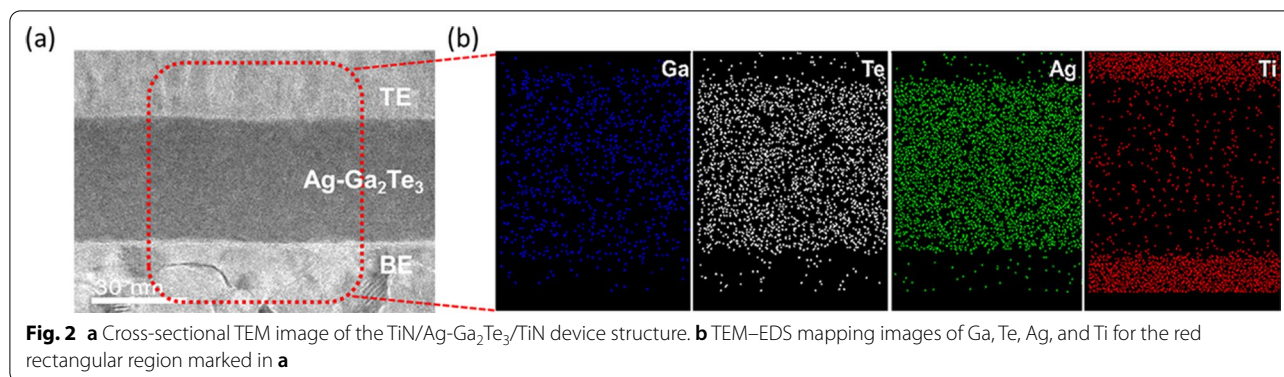 (a)
(b)
TE
Ag-Ga₂Te₃
BE
30 nm
Ga
Te
Ag
Ti
Fig. 2 a Cross-sectional TEM image of the TiN/Ag-Ga₂Te₃/TiN device structure. b TEM–EDS mapping images of Ga, Te, Ag, and Ti for the red
rectangular region marked in a